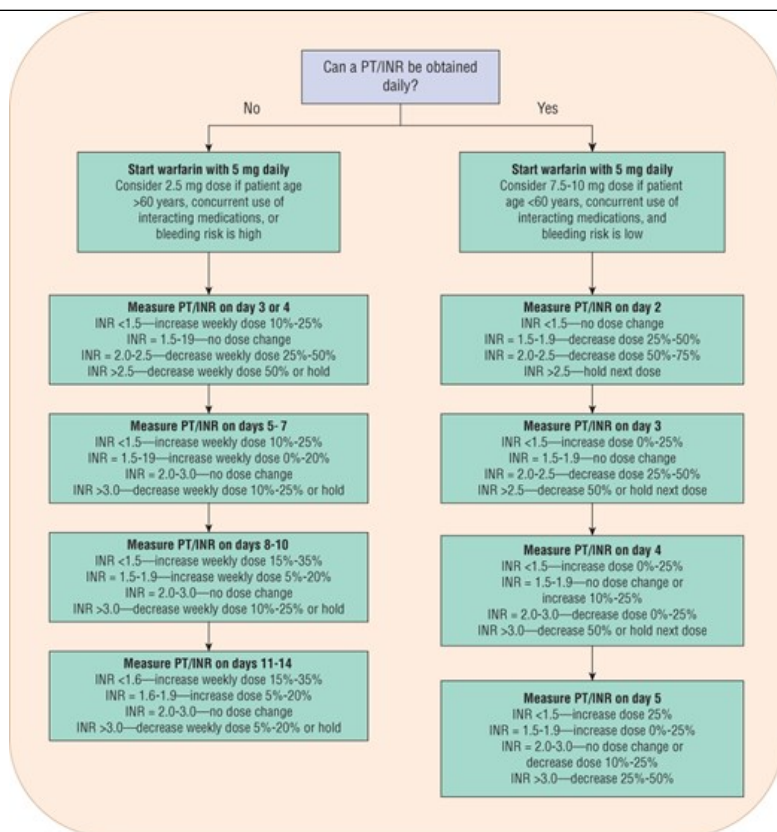 Can a PT/INR be obtained
daily?
No
Yes
Start warfarin with 5 mg daily
Consider 2.5 mg dose if patient age
>60 years, concurrent use of
interacting medications, or
bleeding risk is high
Measure PT/INR on day 3 or 4
INR <1.5—increase weekly dose 10%-25%
INR = 1.5-19—no dose change
INR = 2.0-2.5—decrease weekly dose 25%-50%
INR >2.5—decrease weekly dose 50% or hold
Measure PT/INR on days 5- 7
INR <1.5—increase weekly dose 10%-25%
INR = 1.5-19—increase weekly dose 0%-20%
INR = 2.0-3.0—no dose change
INR >3.0—decrease weekly dose 10%-25% or hold
Measure PT/INR on days 8-10
INR <1.5—increase weekly dose 15%-35%
INR = 1.5-1.9—increase weekly dose 5%-20%
INR = 2.0-3.0—no dose change
INR >3.0—decrease weekly dose 10%-25% or hold
Measure PT/INR on days 11-14
INR <1.6—increase weekly dose 15%-35%
INR = 1.6-1.9—increase dose 5%-20%
INR = 2.0-3.0—no dose change
INR >3.0—decrease weekly dose 5%-20% or hold
Start warfarin with 5 mg daily
Consider 7.5-10 mg dose if patient
age <60 years, concurrent use of
interacting medications, and
bleeding risk is low
Measure PT/INR on day 2
INR <1.5—no dose change
INR = 1.5-1.9—decrease dose 25%-50%
INR = 2.0-2.5—decrease dose 50%-75%
INR >2.5—hold next dose
Measure PT/INR on day 3
INR <1.5—increase dose 0%-25%
INR = 1.5-1.9—no dose change
INR = 2.0-2.5—decrease dose 25%-50%
INR >2.5—decrease 50% or hold next dose
Measure PT/INR on day 4
INR <1.5—increase dose 0%-25%
INR = 1.5-1.9—no dose change or
increase 10%-25%
INR = 2.0-3.0—decrease dose 0%-25%
INR >3.0—decrease 50% or hold next dose
Measure PT/INR on day 5
INR <1.5—increase dose 25%
INR = 1.5-1.9—increase dose 0%-25%
INR = 2.0-3.0—no dose change or
decrease dose 10%-25%
INR >3.0—decrease 25%-50%